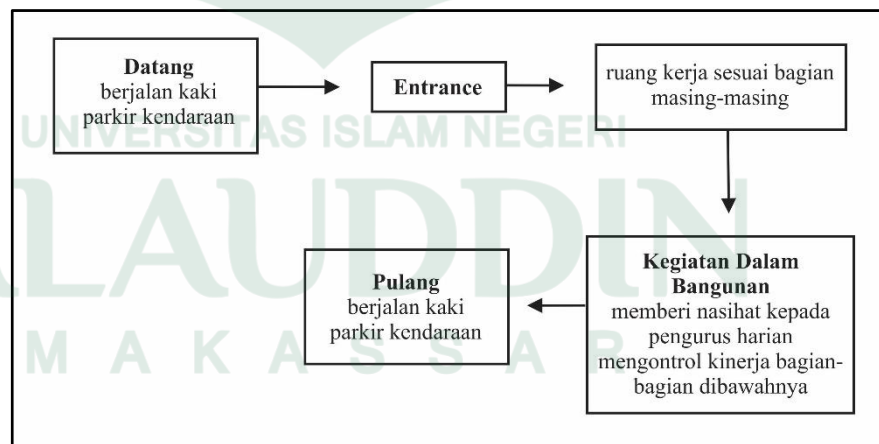 Datang
berjalan kaki
parkir kendaraan
Entrance
ruang kerja sesuai bagian
masing-masing
UNIVERSITAS ISLAM NEGERI
ALAUDDIN
MAKASSAR
Kegiatan Dalam
Bangunan
memberi nasihat kepada
pengurus harian
mengontrol kinerja bagian-
bagian dibawahnya
Pulang
berjalan kaki
parkir kendaraan